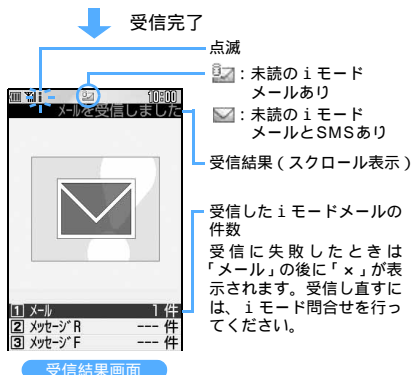 受信完了
点滅
：未読のｉモード
メールあり
：未読のｉモード
メールとSMSあり
受信結果（スクロール表示）
10:00
メールを受信しました
受信したｉモードメールの
件数
受信に失敗したときは
「メール」の後に「×」が表
示されます。受信し直すに
は、ｉモード問合せを行っ
てください。
1 メール 1件
2 メッセージR --- 件
3 メッセージF --- 件
受信結果画面